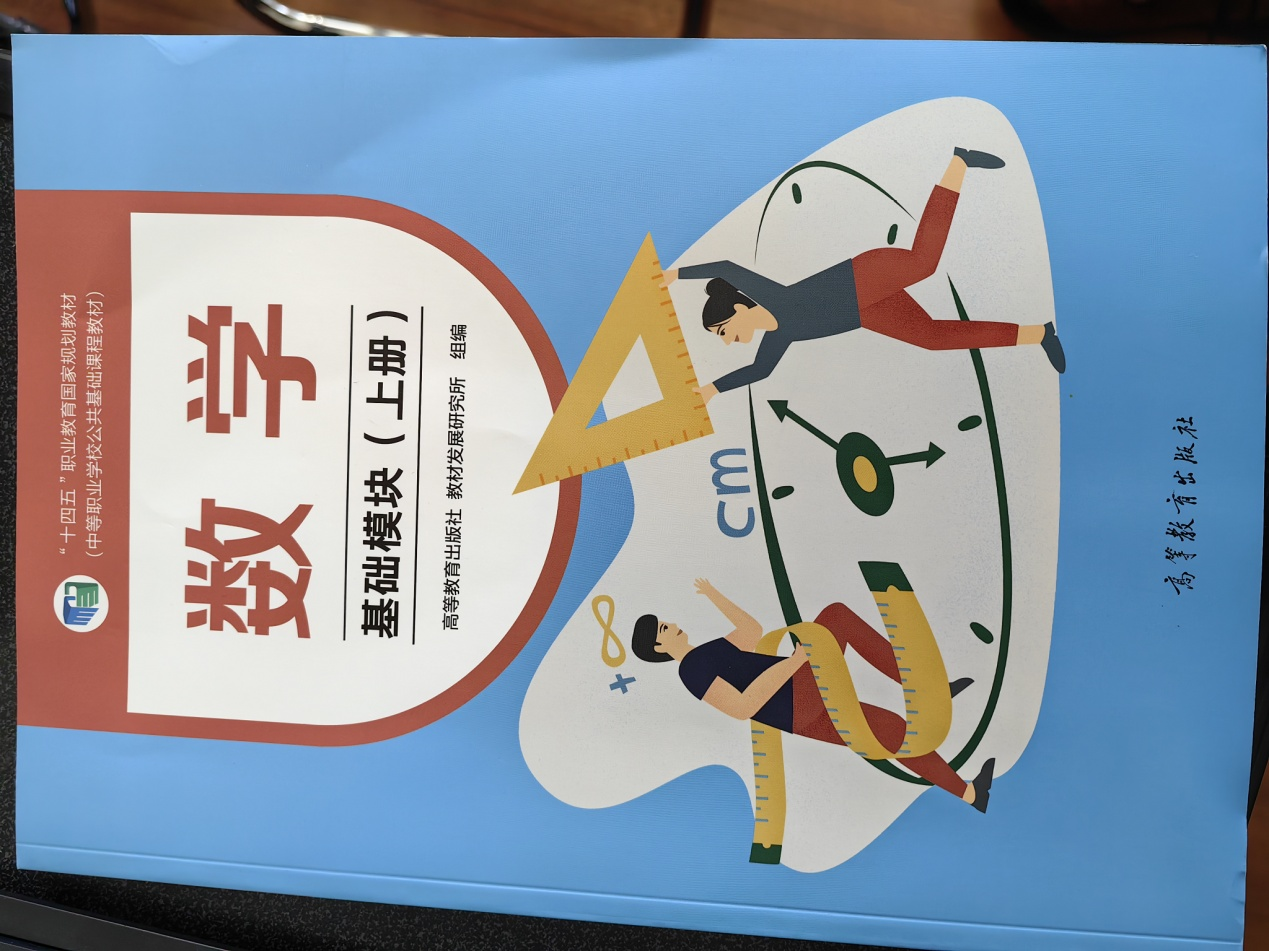 “十四五”职业教育国家规划教材
（中等职业学校公共基础课程教材）
数学
基础模块（上册）
高等教育出版社 教材发展研究所 组编
+
∞
cm
高等教育出版社